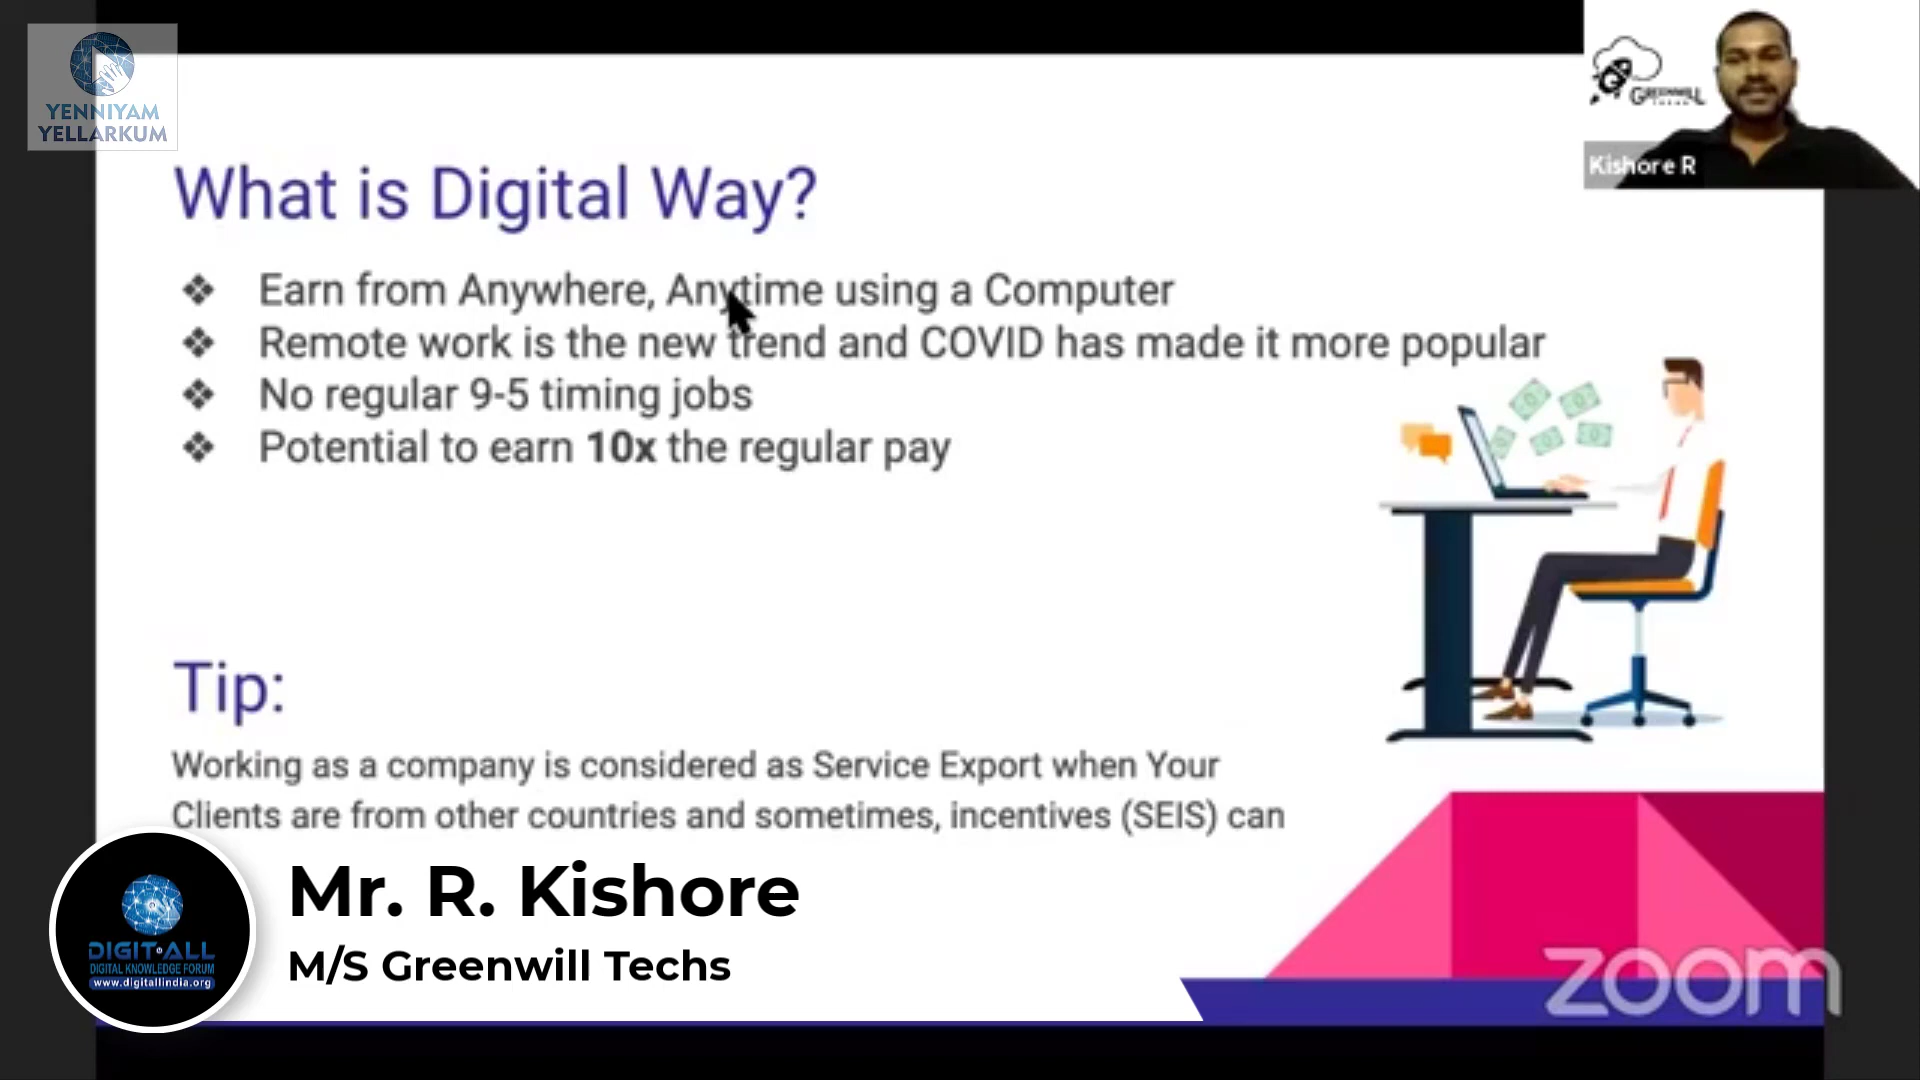 YENNIYAM
YELLARKUM
GREENWILL
Kishore R
What is Digital Way?
❖ Earn from Anywhere, Anytime using a Computer
❖ Remote work is the new trend and COVID has made it more popular
❖ No regular 9-5 timing jobs
❖ Potential to earn 10x the regular pay
Tip:
Working as a company is considered as Service Export when Your
Clients are from other countries and sometimes, incentives (SEIS) can
Mr. R. Kishore
M/S Greenwill Techs
DIGIT ALL
DIGITAL KNOWLEDGE FORUM
www.digitallindia.org
zoom